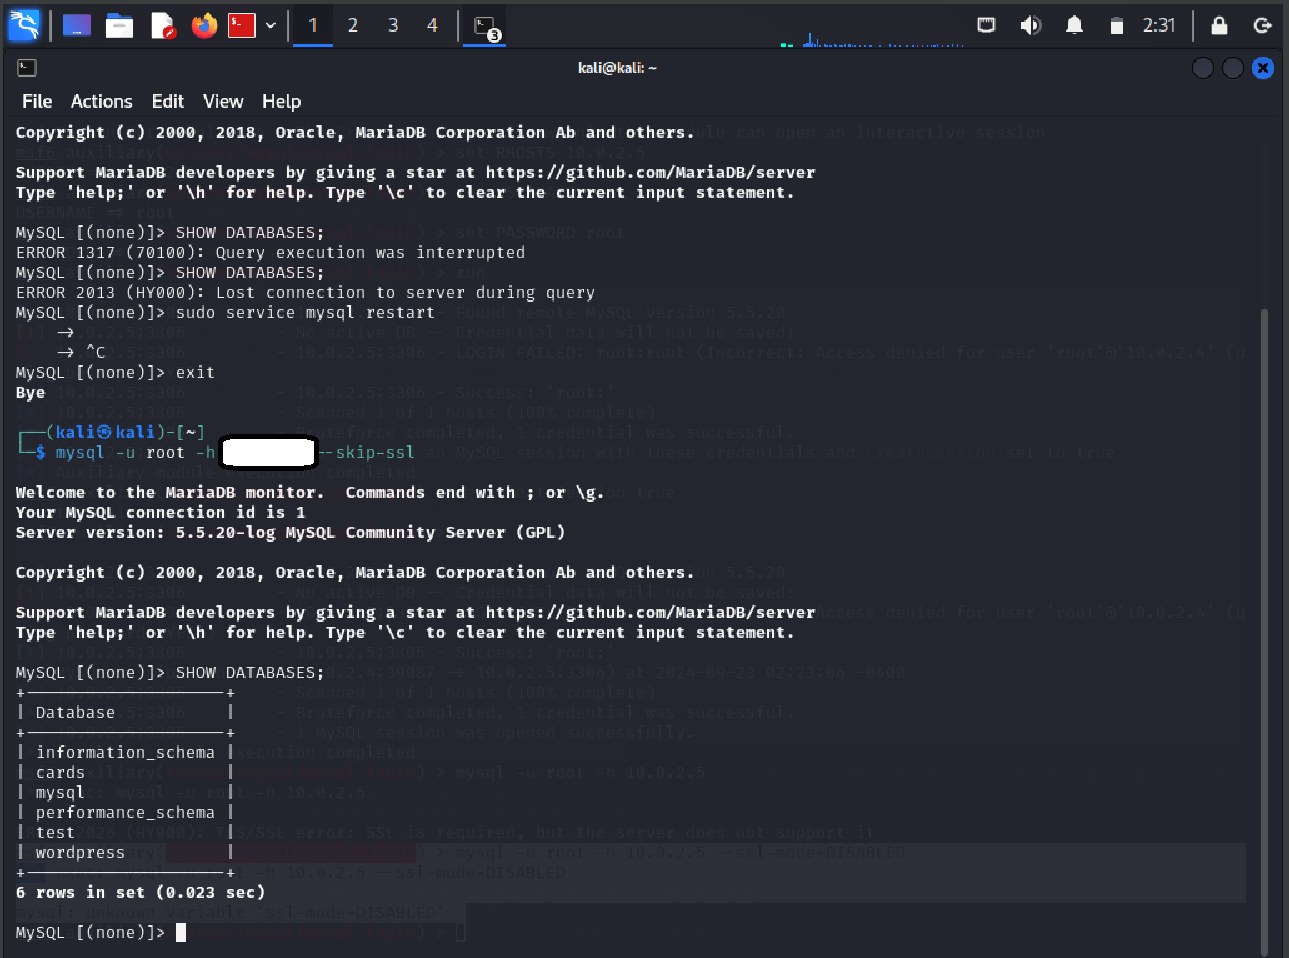 1 2 3 4 3 2:31
kali@kali: ~
File Actions Edit View Help
Copyright (c) 2000, 2018, Oracle, MariaDB Corporation Ab and others.
Support MariaDB developers by giving a star at https://github.com/MariaDB/server
Type 'help;' or '\h' for help. Type '\c' to clear the current input statement.
MySQL [(none)]> SHOW DATABASES;
ERROR 1317 (70100): Query execution was interrupted
MySQL [(none)]> SHOW DATABASES;
ERROR 2013 (HY000): Lost connection to server during query
MySQL [(none)]> sudo service mysql restart
    ->
    -> ^C
MySQL [(none)]> exit
Bye
┌──(kali㉿kali)-[~]
└─$ mysql -u root -h --skip-ssl
Welcome to the MariaDB monitor.  Commands end with ; or \g.
Your MySQL connection id is 1
Server version: 5.5.20-log MySQL Community Server (GPL)
Copyright (c) 2000, 2018, Oracle, MariaDB Corporation Ab and others.
Support MariaDB developers by giving a star at https://github.com/MariaDB/server
Type 'help;' or '\h' for help. Type '\c' to clear the current input statement.
MySQL [(none)]> SHOW DATABASES;
+--------------------+
| Database           |
+--------------------+
| information_schema |
| cards              |
| mysql              |
| performance_schema |
| test               |
| wordpress          |
+--------------------+
6 rows in set (0.023 sec)
MySQL [(none)]>